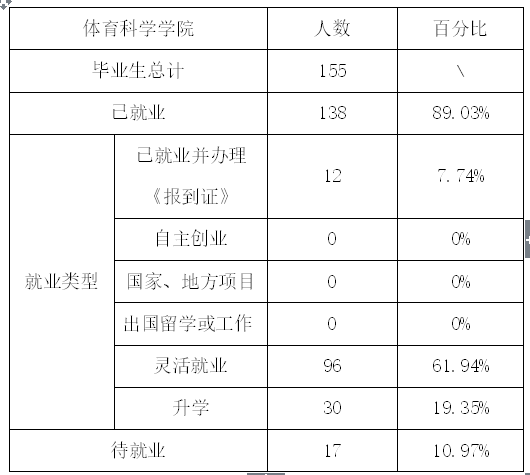 体育科学学院 人数 百分比
毕业生总计 155 \
已就业 138 89.03%
就业类型
已就业并办理
《报到证》 12 7.74%
自主创业 0 0%
国家、地方项目 0 0%
出国留学或工作 0 0%
灵活就业 96 61.94%
升学 30 19.35%
待就业 17 10.97%